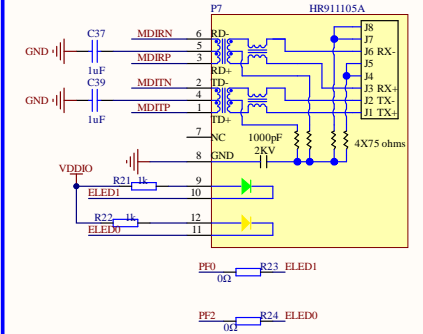 P7 HR911105A
C37
MDIRN 6 RD- J8
5 J7
GND J6 RX-
MDIRP 3 J5
1uF RD+ J4
MDITN 2 TD- J3 RX+
C39
GND 4 J2 TX-
MDITP 1 J1 TX+
1uF TD+
7 NC 1000pF 4X75 ohms
2KV
8 GND
VDDIO
R21 1k 9
ELED1 10
R22 1k 12
ELED0 11
PF0 R23 ELED1
0Ω
PF2 R24 ELED0
0Ω